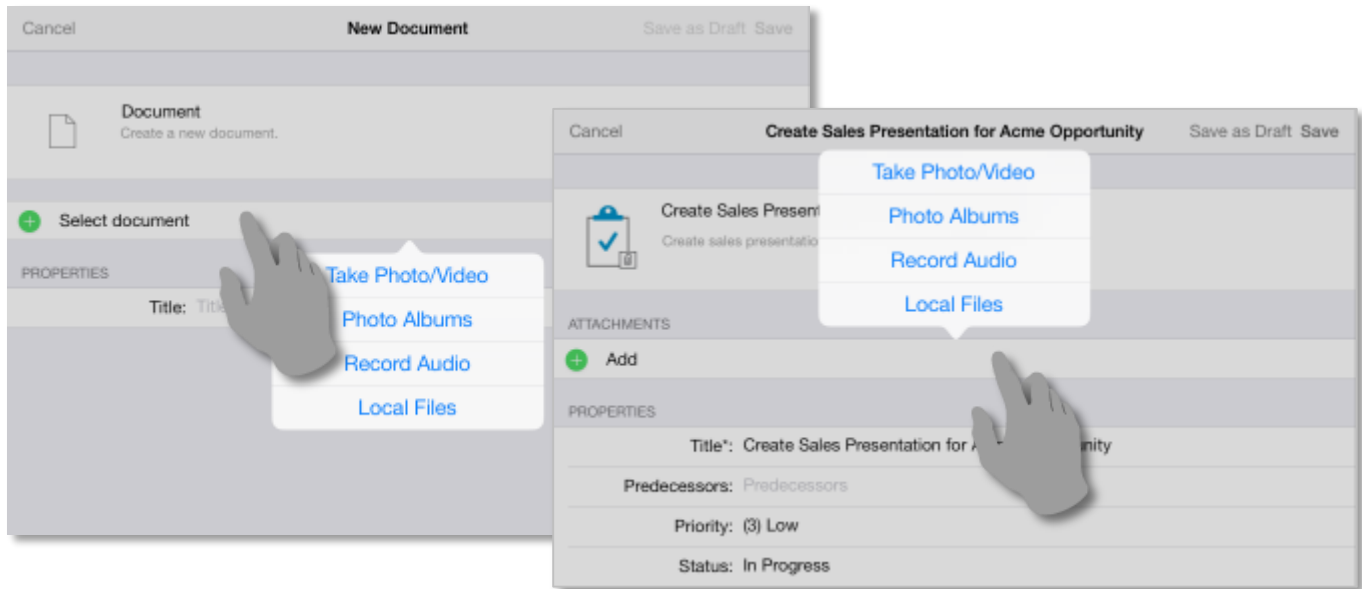 Cancel New Document Save as Draft Save
Document
Create a new document.
Select document
PROPERTIES
Title:
Take Photo/Video
Photo Albums
Record Audio
Local Files
Cancel Create Sales Presentation for Acme Opportunity Save as Draft Save
Take Photo/Video
Photo Albums
Record Audio
Local Files
Create Sales Present
Create sales presentatio
ATTACHMENTS
Add
PROPERTIES
Title*: Create Sales Presentation for
Predecessors: Predecessors
Priority: (3) Low
Status: In Progress